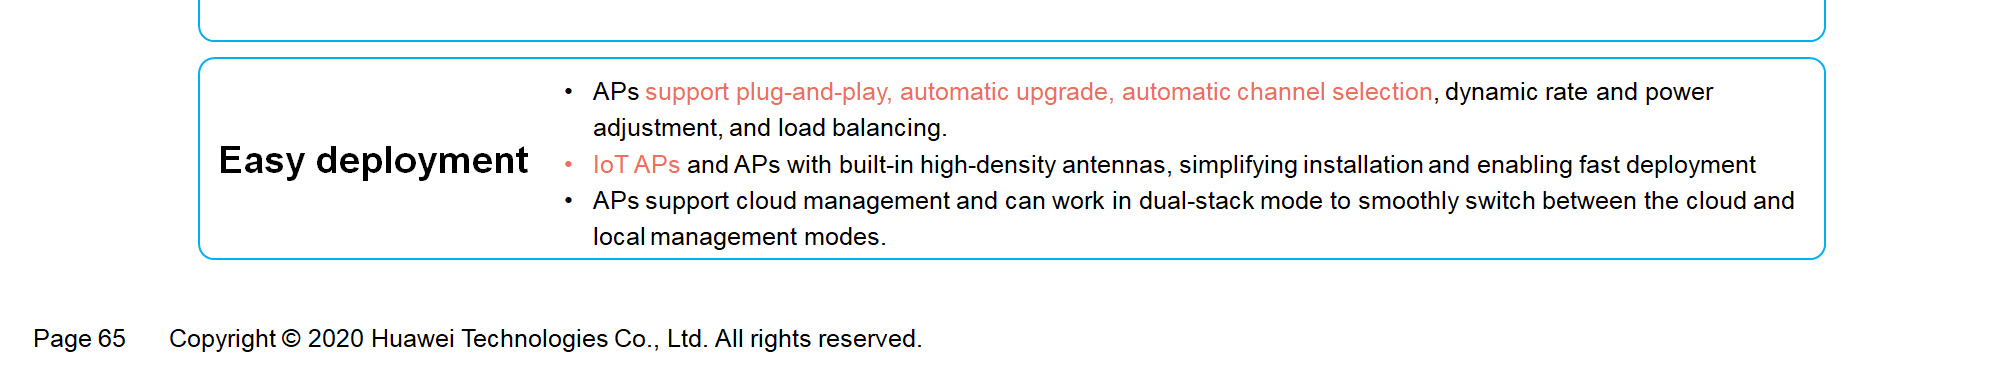 Easy deployment
• APs support plug-and-play, automatic upgrade, automatic channel selection, dynamic rate and power
adjustment, and load balancing.
• IoT APs and APs with built-in high-density antennas, simplifying installation and enabling fast deployment
• APs support cloud management and can work in dual-stack mode to smoothly switch between the cloud and
local management modes.
Page 65 Copyright © 2020 Huawei Technologies Co., Ltd. All rights reserved.